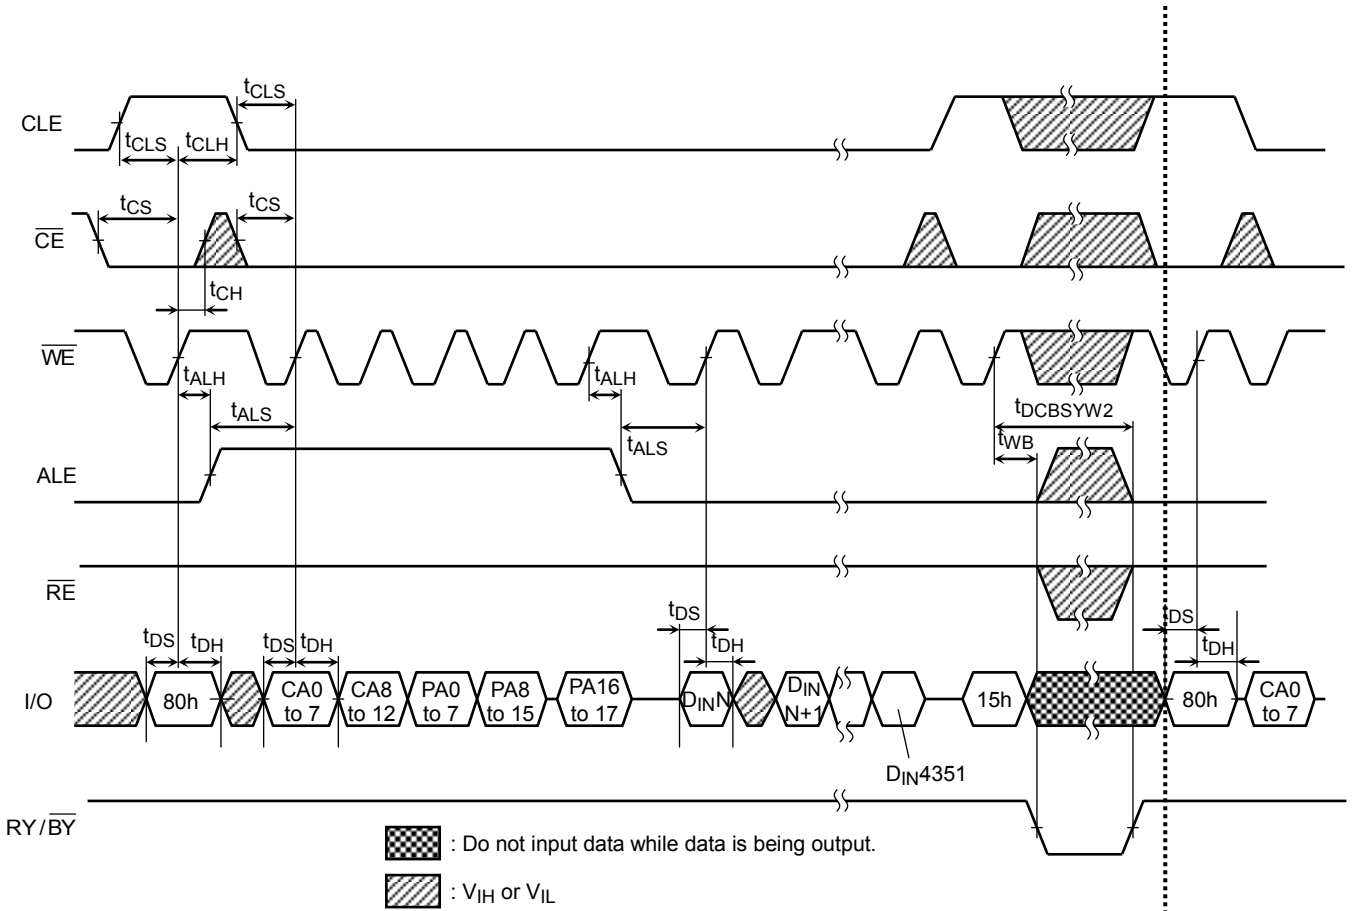 tCLS
CLE
tCLS tCLH
tCS tCS
CE
tCH
WE
tALH tALH
tALS tDCBSYW2
tALS tWB
ALE
RE
tDS tDH tDS tDH tDS tDH tDS tDH
I/O 80h CA0 to 7 CA8 to 12 PA0 to 7 PA8 to 15 PA16 to 17 DINN DIN N+1 15h 80h CA0 to 7
DIN4351
RY/BY
: Do not input data while data is being output.
: VIH or VIL